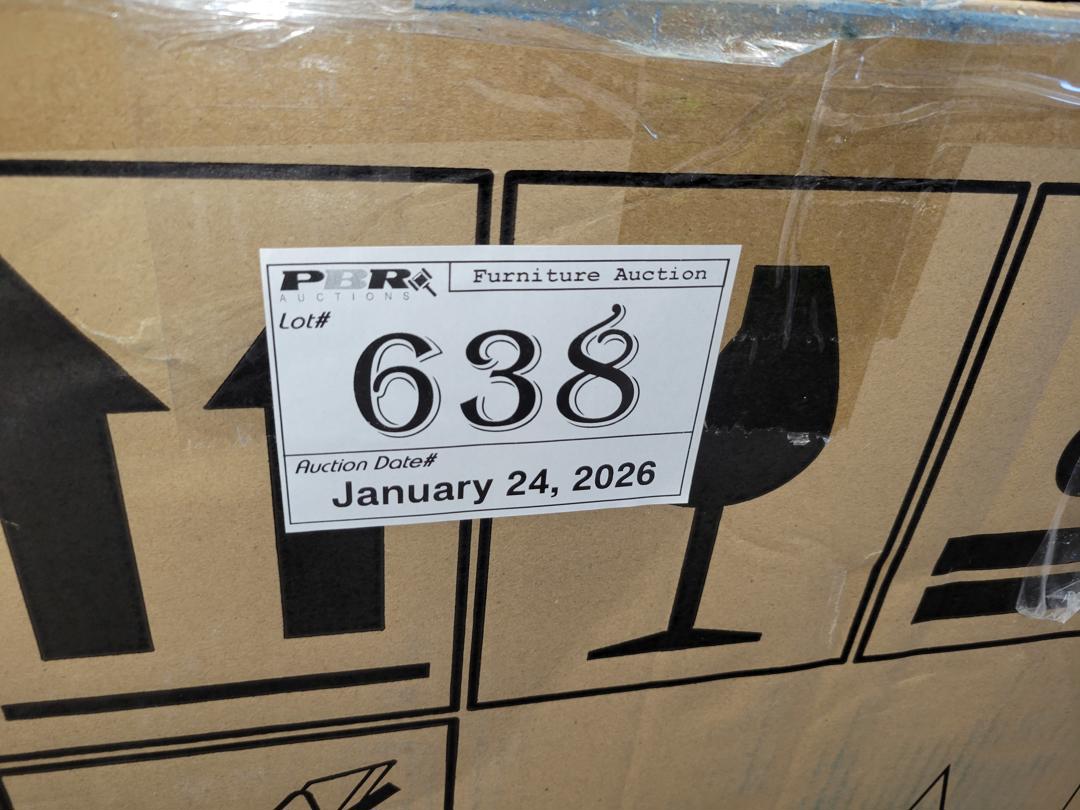 PBR
AUCTIONS
Furniture Auction
Lot#
638
Auction Date#
January 24, 2026